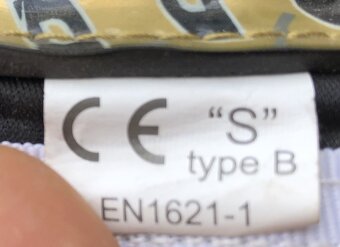 CE "S"
type B
EN1621-1